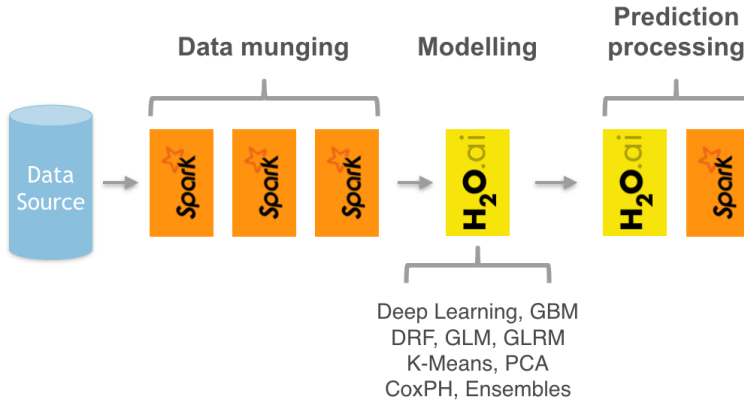 Data munging
Modelling
Prediction
processing
Data
Source
Spark
Spark
Spark
H2O.ai
H2O.ai
Spark
Deep Learning, GBM
DRF, GLM, GLRM
K-Means, PCA
CoxPH, Ensembles